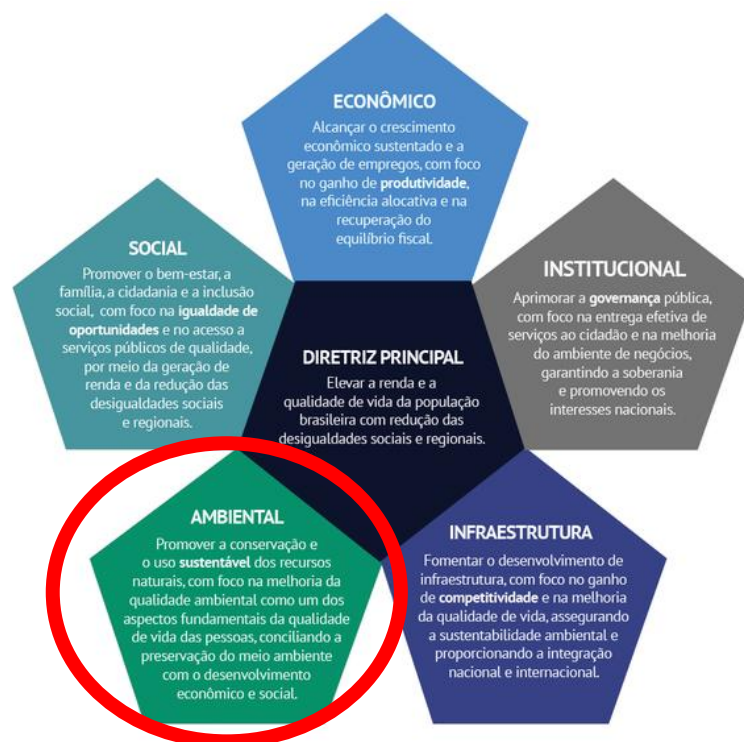 ECONÔMICO
Alcançar o crescimento
econômico sustentado e a
geração de empregos, com foco
no ganho de produtividade,
na eficiência alocativa e na
recuperação do
equilíbrio fiscal.
SOCIAL
Promover o bem-estar, a
família, a cidadania e a inclusão
social, com foco na igualdade de
oportunidades e no acesso a
serviços públicos de qualidade,
por meio da geração de
renda e da redução das
desigualdades sociais
e regionais.
INSTITUCIONAL
Aprimorar a governança pública,
com foco na entrega efetiva de
serviços ao cidadão e na melhoria
do ambiente de negócios,
garantindo a soberania
e promovendo os
interesses nacionais.
DIRETRIZ PRINCIPAL
Elevar a renda e a
qualidade de vida da população
brasileira com redução das
desigualdades sociais e regionais.
AMBIENTAL
Promover a conservação e
o uso sustentável dos recursos
naturais, com foco na melhoria da
qualidade ambiental como um dos
aspectos fundamentais da qualidade
de vida das pessoas, conciliando a
preservação do meio ambiente
com o desenvolvimento
econômico e social.
INFRAESTRUTURA
Fomentar o desenvolvimento de
infraestrutura, com foco no ganho
de competitividade e na melhoria
da qualidade de vida, assegurando
a sustentabilidade ambiental e
proporcionando a integração
nacional e internacional.